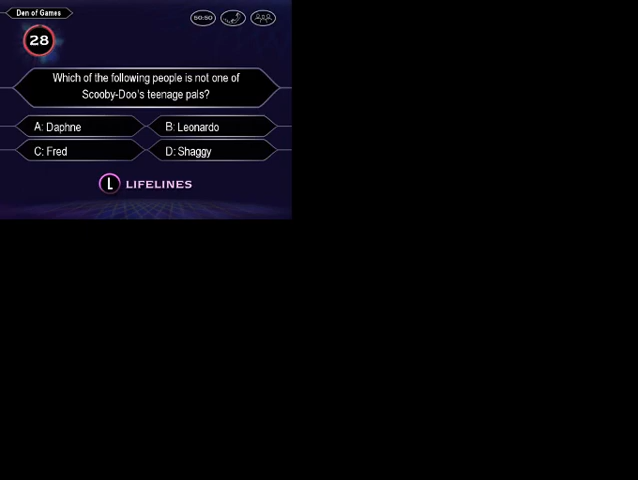 Den of Games
50:50
28
Which of the following people is not one of
Scooby-Doo's teenage pals?
A: Daphne
B: Leonardo
C: Fred
D: Shaggy
L LIFELINES